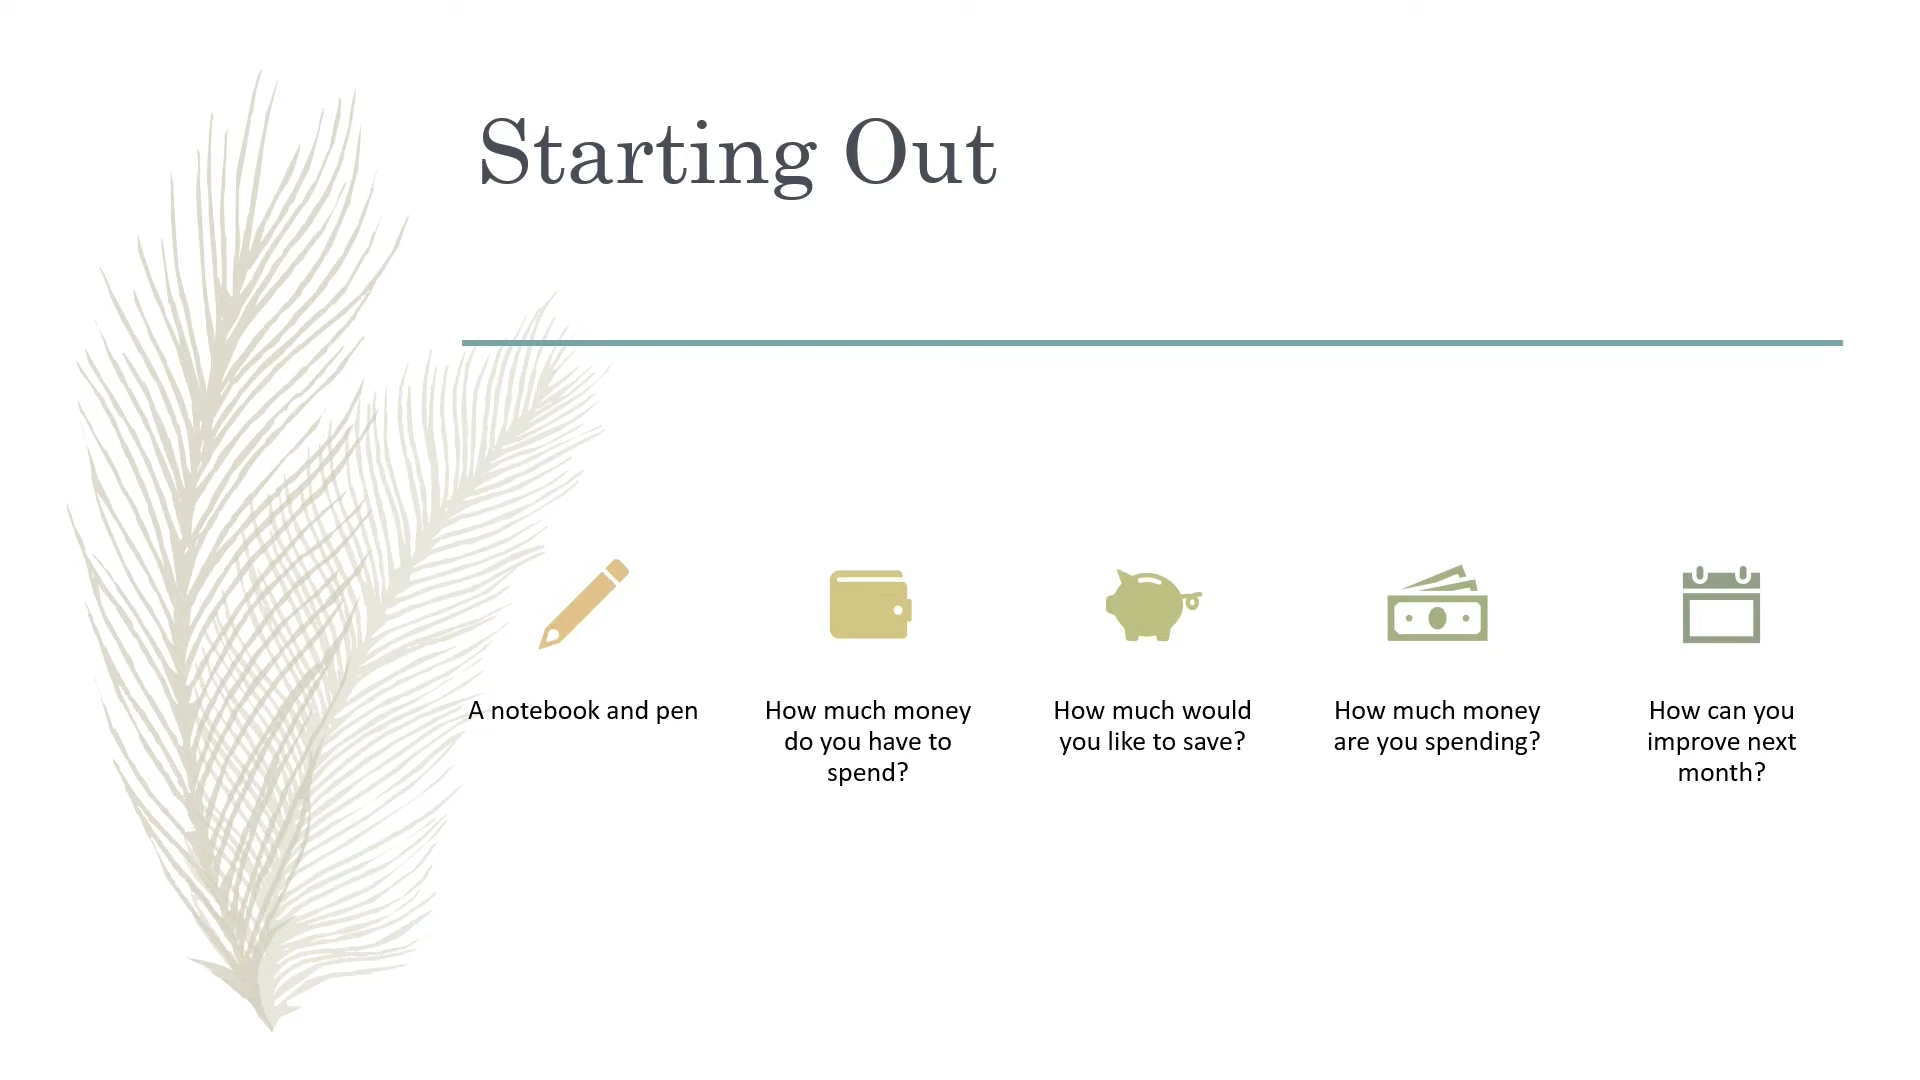 Starting Out
A notebook and pen
How much money
do you have to
spend?
How much would
you like to save?
How much money
are you spending?
How can you
improve next
month?